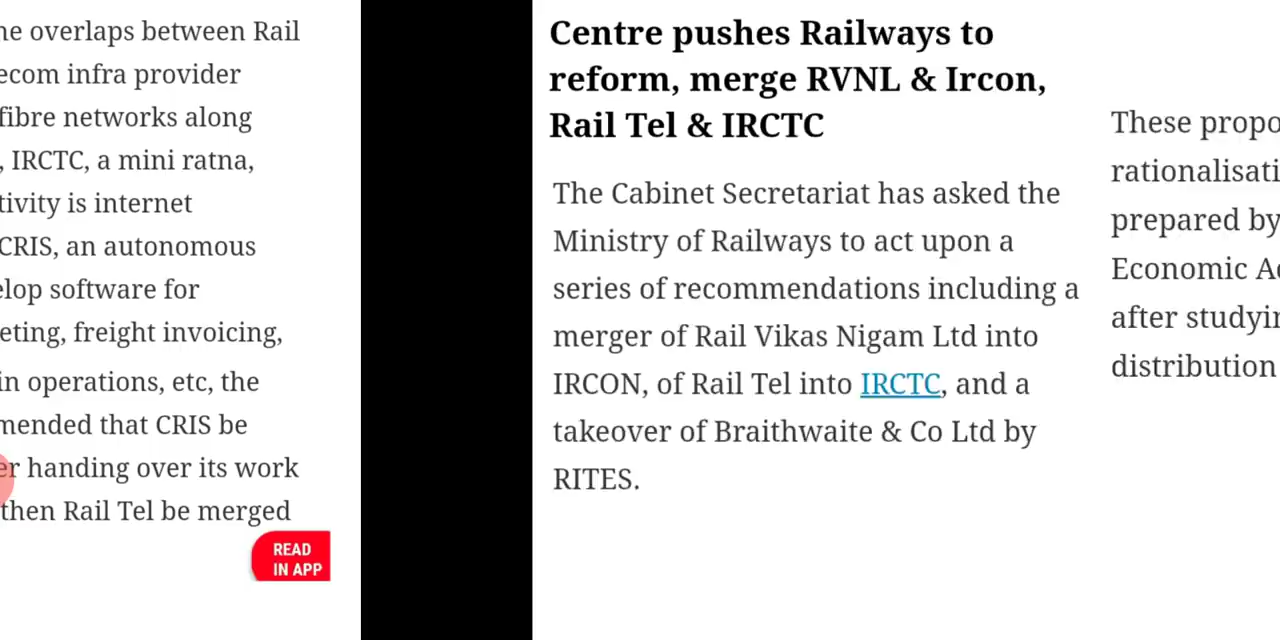 ne overlaps between Rail
ecom infra provider
fibre networks along
, IRCTC, a mini ratna,
tivity is internet
CRIS, an autonomous
elop software for
eting, freight invoicing,
in operations, etc, the
mended that CRIS be
er handing over its work
then Rail Tel be merged
READ
IN APP
Centre pushes Railways to
reform, merge RVNL & Ircon,
Rail Tel & IRCTC
The Cabinet Secretariat has asked the
Ministry of Railways to act upon a
series of recommendations including a
merger of Rail Vikas Nigam Ltd into
IRCON, of Rail Tel into IRCTC, and a
takeover of Braithwaite & Co Ltd by
RITES.
These propo
rationalisati
prepared by
Economic Ad
after studyin
distribution